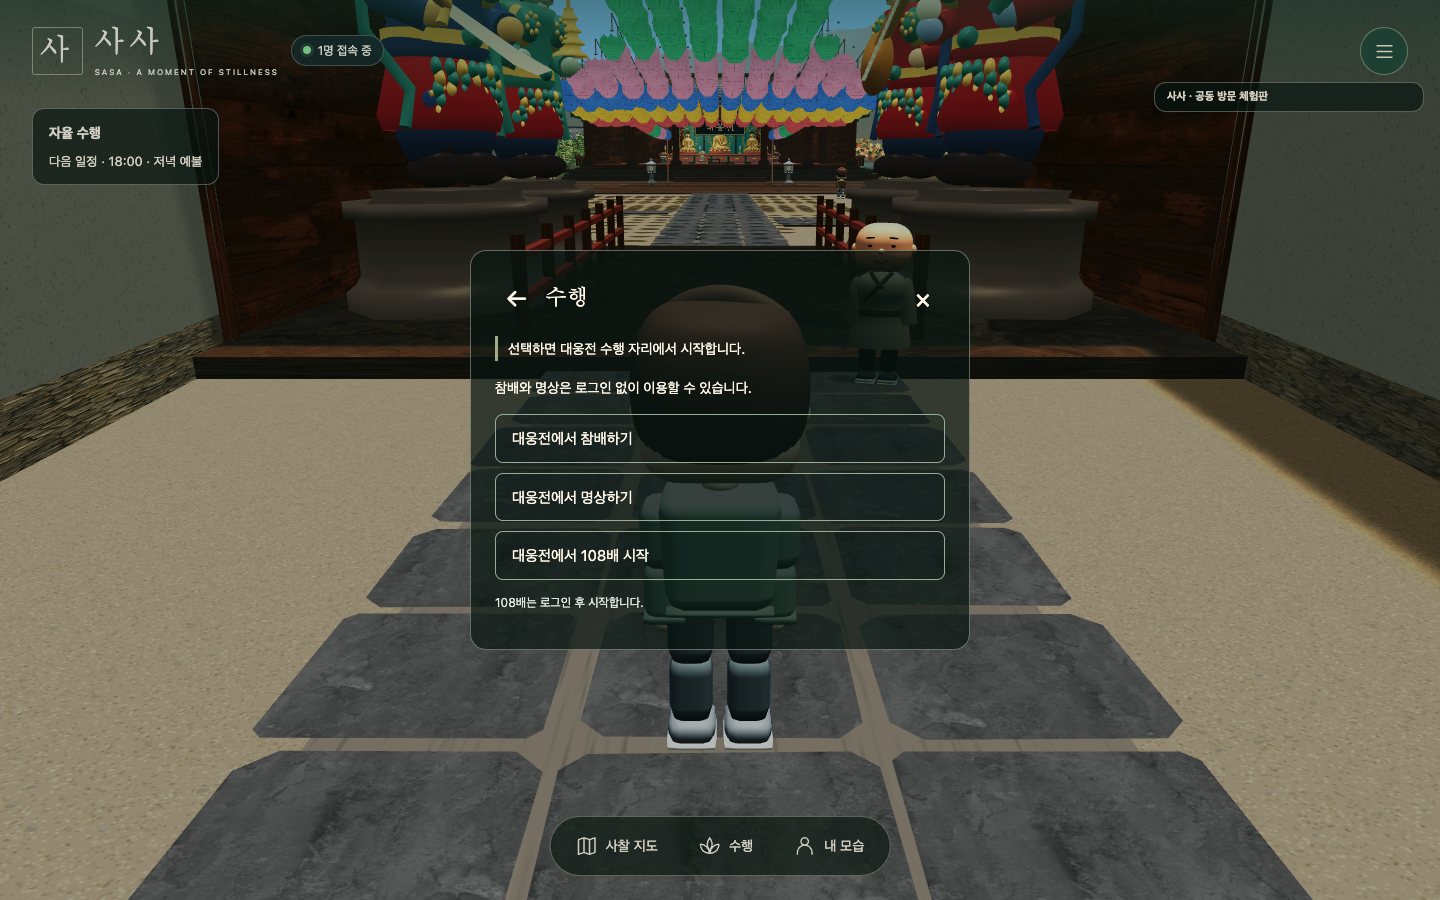 사
사사
SASA · A MOMENT OF STILLNESS
1명 접속 중
사사 · 공동 방문 체험판
자율 수행
다음 일정 · 18:00 · 저녁 예불
수행
선택하면 대웅전 수행 자리에서 시작합니다.
참배와 명상은 로그인 없이 이용할 수 있습니다.
대웅전에서 참배하기
대웅전에서 명상하기
대웅전에서 108배 시작
108배는 로그인 후 시작합니다.
사찰 지도
수행
내 모습